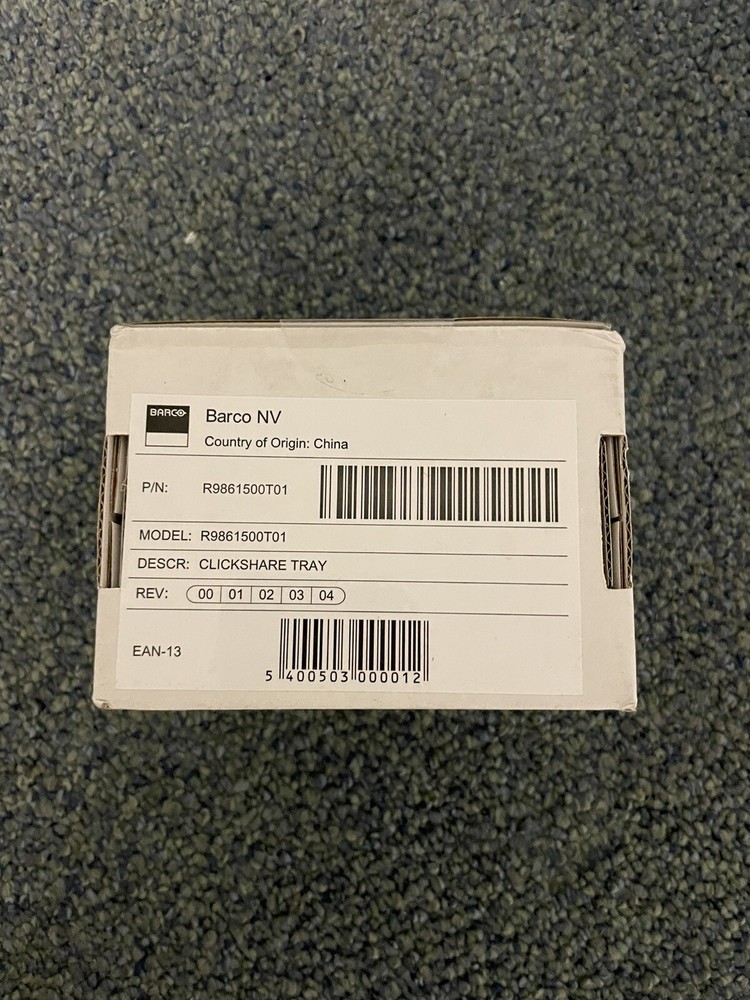 BARCO
Barco NV
Country of Origin: China
P/N: R9861500T01
MODEL: R9861500T01
DESCR: CLICKSHARE TRAY
REV: 00 01 02 03 04
EAN-13
5 400503 000012